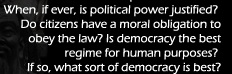 When, if ever, is political power justified?
Do citizens have a moral obligation to
obey the law? Is democracy the best
regime for human purposes?
If so, what sort of democracy is best?